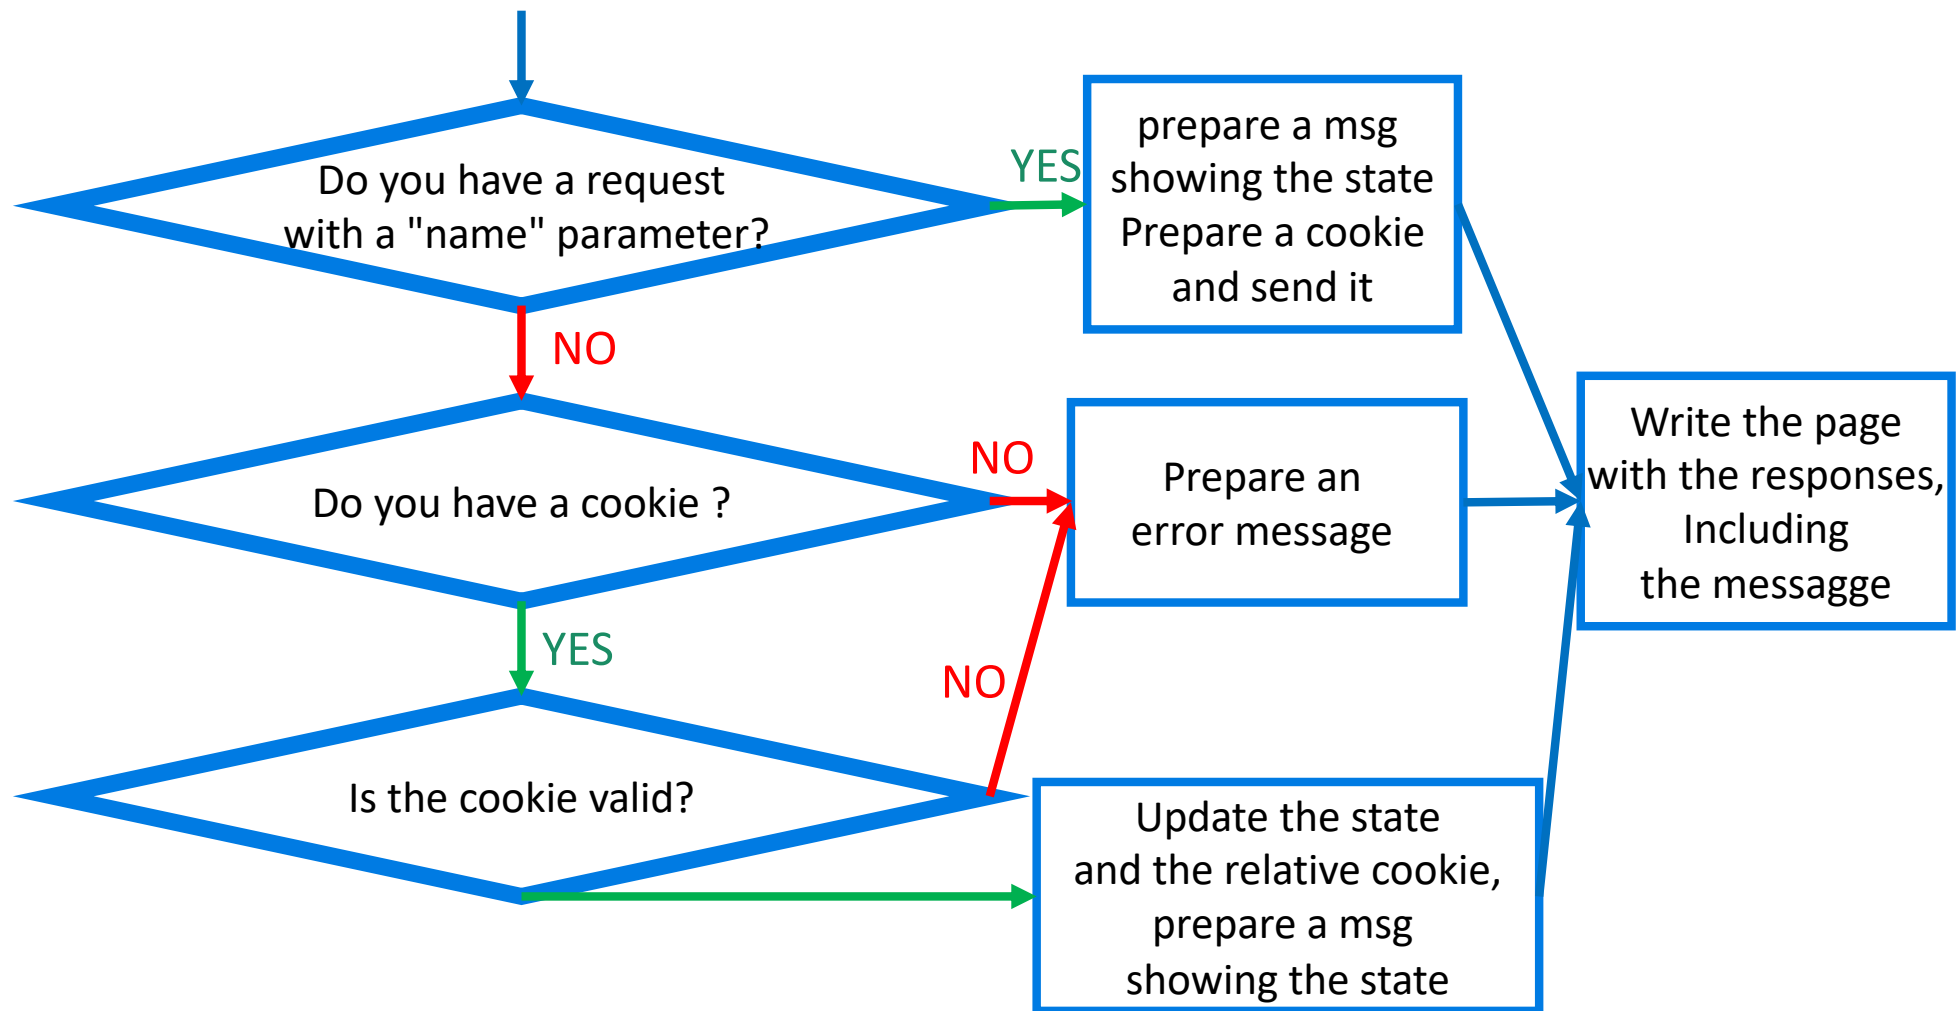 Do you have a request
with a "name" parameter?
YES
prepare a msg
showing the state
Prepare a cookie
and send it
NO
Do you have a cookie ?
NO
Prepare an
error message
Write the page
with the responses,
Including
the messagge
YES
NO
Is the cookie valid?
Update the state
and the relative cookie,
prepare a msg
showing the state